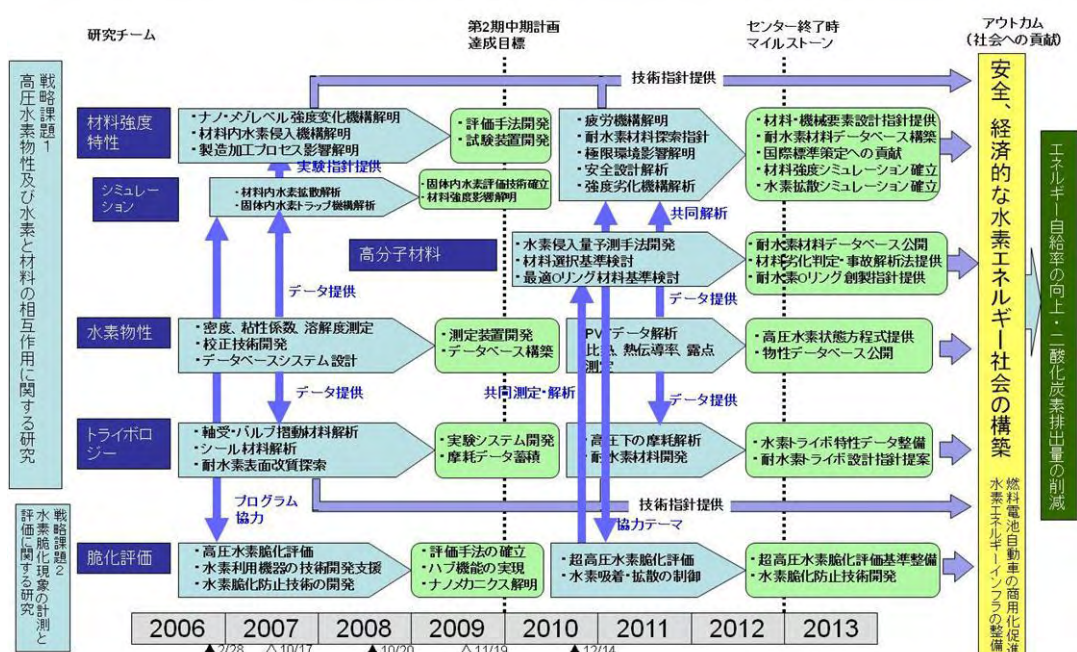 研究チーム
第2期中期計画
達成目標
センター終了時
マイルストーン
アウトカム
(社会への貢献)
戦略課題1
高圧水素物性及び水素と材料の相互作用に関する研究
技術指針提供
材料強度
特性
・ナノ・メゾレベル強度変化機構解明
・材料内水素侵入機構解明
・製造加工プロセス影響解明
・評価手法開発
・試験装置開発
・疲労機構解明
・耐水素材料探索指針
・極限環境影響解明
・安全設計解析
・強度劣化機構解析
・材料・機械要素設計指針提供
・耐水素材料データベース構築
・国際標準策定への貢献
・材料強度シミュレーション確立
・水素拡散シミュレーション確立
実験指針提供
シミュレー
ション
・材料内水素拡散解析
・固体内水素トラップ機構解析
・固体内水素評価技術確立
・材料強度影響解明
共同解析
高分子材料
・水素侵入量予測手法開発
・材料選択基準検討
・最適Oリング材料基準検討
・耐水素材料データベース公開
・材料劣化判定・事故解析法提供
・耐水素Oリング創製指針提供
データ提供
データ提供
水素物性
・密度、粘性係数、溶解度測定
・校正技術開発
・データベースシステム設計
・測定装置開発
・データベース構築
PVTデータ解析
比熱、熱伝導率、露点
測定
・高圧水素状態方程式提供
・物性データベース公開
データ提供
共同測定・解析
データ提供
トライボロ
ジー
・軸受・バルブ摺動材料解析
・シール材料解析
・耐水素表面改質探索
・実験システム開発
・摩耗データ蓄積
・高圧下の摩耗解析
・耐水素材料開発
・水素トライボ特性データ整備
・耐水素トライボ設計指針提案
プログラム
協力
技術指針提供
協力テーマ
戦略課題2
水素脆化現象の計測と
評価に関する研究
脆化評価
・高圧水素脆化評価
・水素利用機器の技術開発支援
・水素脆化防止技術の開発
・評価手法の確立
・ハブ機能の実現
・ナノメカニクス解明
・超高圧水素脆化評価
・水素吸着・拡散の制御
・超高圧水素脆化評価基準整備
・水素脆化防止技術開発
安全、経済的な水素エネルギー社会の構築
燃料電池自動車の商用化促進
水素エネルギーインフラの整備
エネルギー自給率の向上・二酸化炭素排出量の削減
2006 2007 2008 2009 2010 2011 2012 2013
▲2/28 △10/17 ▲10/20 △11/19 ▲12/14